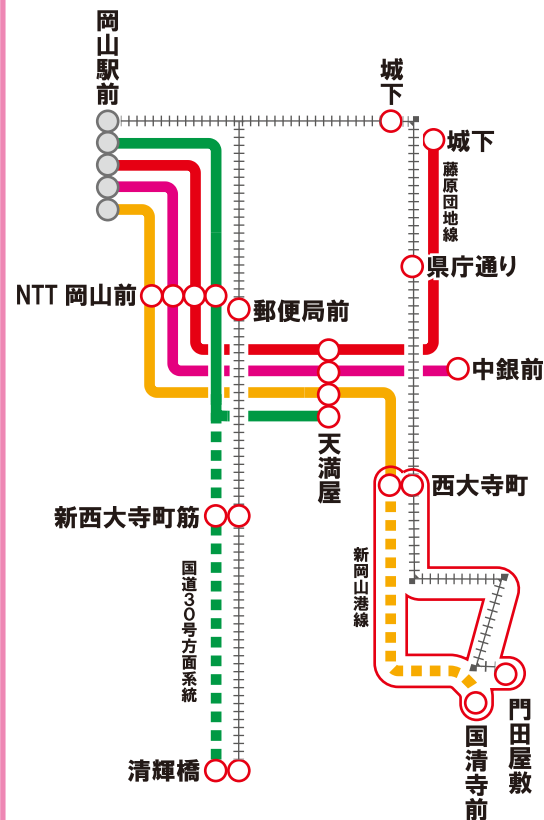 岡山駅前
城下
城下
藤原団地線
県庁通り
NTT 岡山前
郵便局前
中銀前
天満屋
西大寺町
新西大寺町筋
新岡山港線
国道30号方面系統
清輝橋
門田屋敷
国清寺前